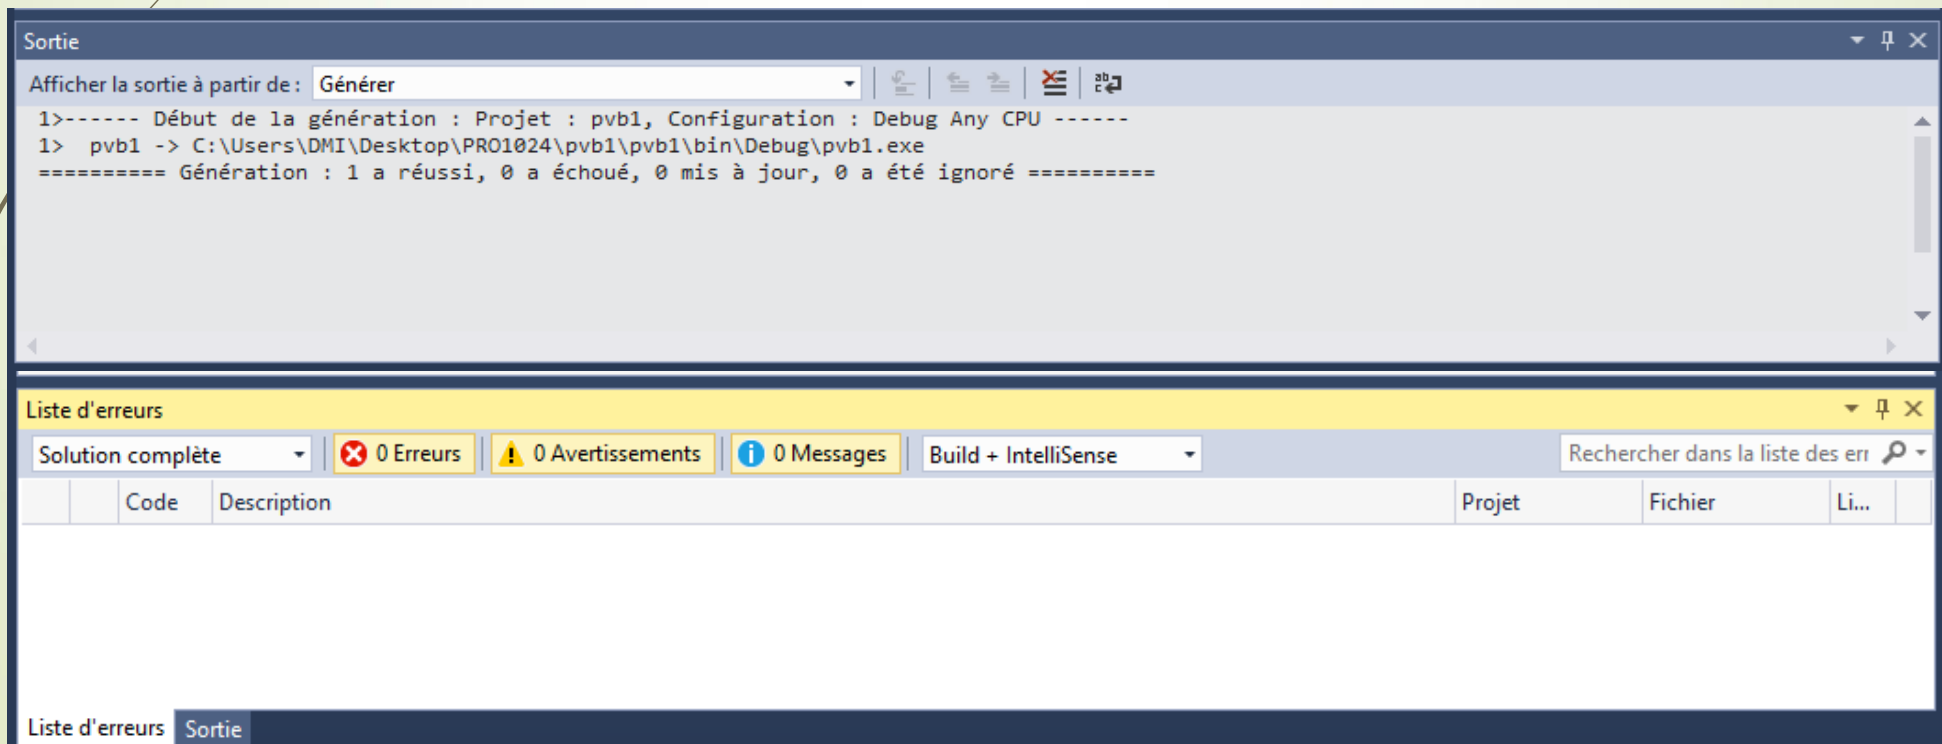 Sortie
Afficher la sortie à partir de : Générer
1>------ Début de la génération : Projet : pvb1, Configuration : Debug Any CPU ------
1>  pvb1 -> C:\Users\DMI\Desktop\PRO1024\pvb1\pvb1\bin\Debug\pvb1.exe
========== Génération : 1 a réussi, 0 a échoué, 0 mis à jour, 0 a été ignoré ==========
Liste d'erreurs
Solution complète 0 Erreurs 0 Avertissements 0 Messages Build + IntelliSense Rechercher dans la liste des err
Code Description Projet Fichier Li...
Liste d'erreurs Sortie